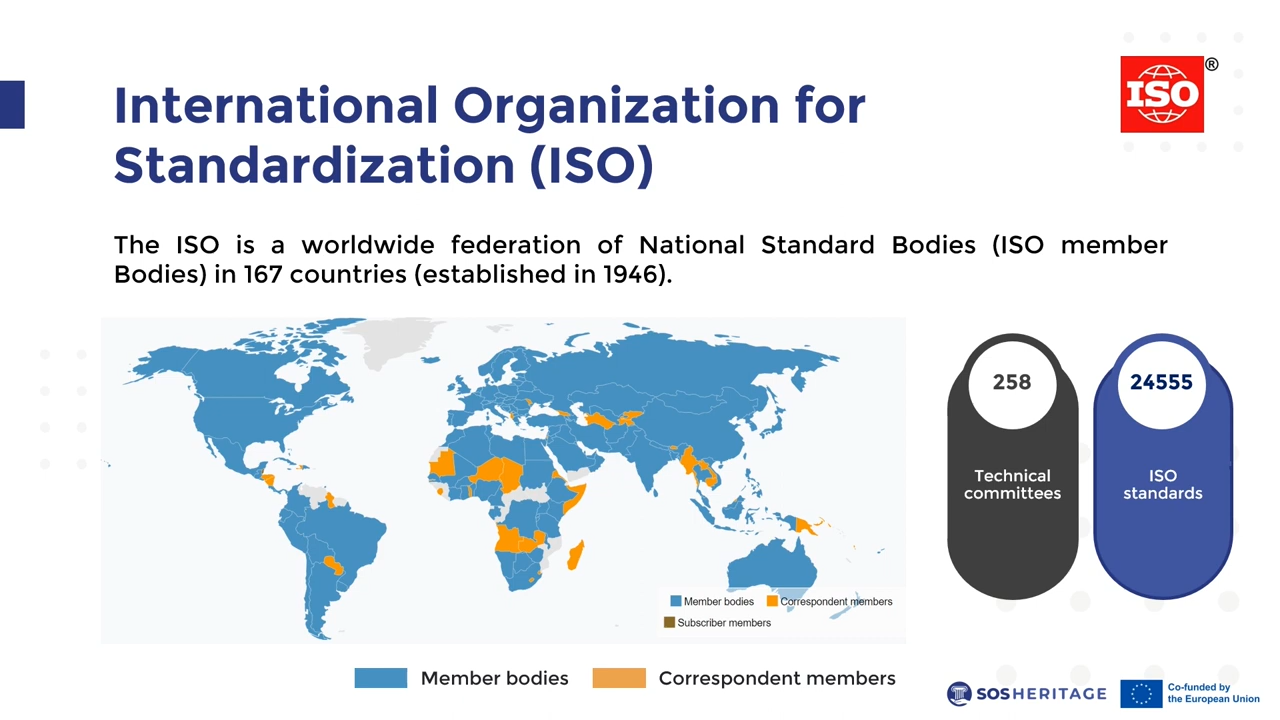 International Organization for
Standardization (ISO)
ISO
®
The ISO is a worldwide federation of National Standard Bodies (ISO member
Bodies) in 167 countries (established in 1946).
258
Technical
committees
24555
ISO
standards
Member bodies
Correspondent members
Subscriber members
Member bodies
Correspondent members
SOSHERITAGE
Co-funded by
the European Union